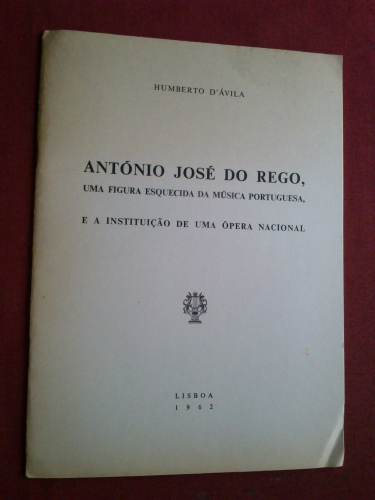 HUMBERTO D'ÁVILA
ANTÓNIO JOSÉ DO REGO,
UMA FIGURA ESQUECIDA DA MÚSICA PORTUGUESA,
E A INSTITUIÇÃO DE UMA ÓPERA NACIONAL
LISBOA
1962